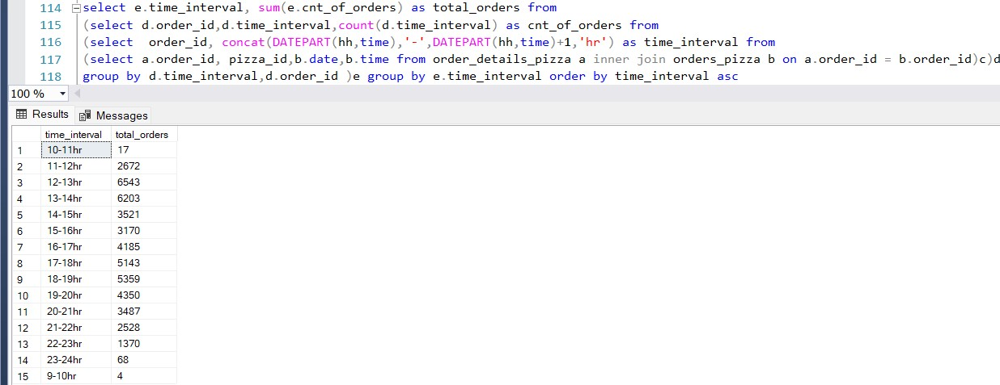 114 select e.time_interval, sum(e.cnt_of_orders) as total_orders from
115 (select d.order_id,d.time_interval,count(d.time_interval) as cnt_of_orders from
116 (select  order_id, concat(DATEPART(hh,time),'-',DATEPART(hh,time)+1,'hr') as time_interval from
117 (select a.order_id, pizza_id,b.date,b.time from order_details_pizza a inner join orders_pizza b on a.order_id = b.order_id)c)d
118 group by d.time_interval,d.order_id )e group by e.time_interval order by time_interval asc
100 %
Results Messages
time_interval total_orders
1 10-11hr 17
2 11-12hr 2672
3 12-13hr 6543
4 13-14hr 6203
5 14-15hr 3521
6 15-16hr 3170
7 16-17hr 4185
8 17-18hr 5143
9 18-19hr 5359
10 19-20hr 4350
11 20-21hr 3487
12 21-22hr 2528
13 22-23hr 1370
14 23-24hr 68
15 9-10hr 4